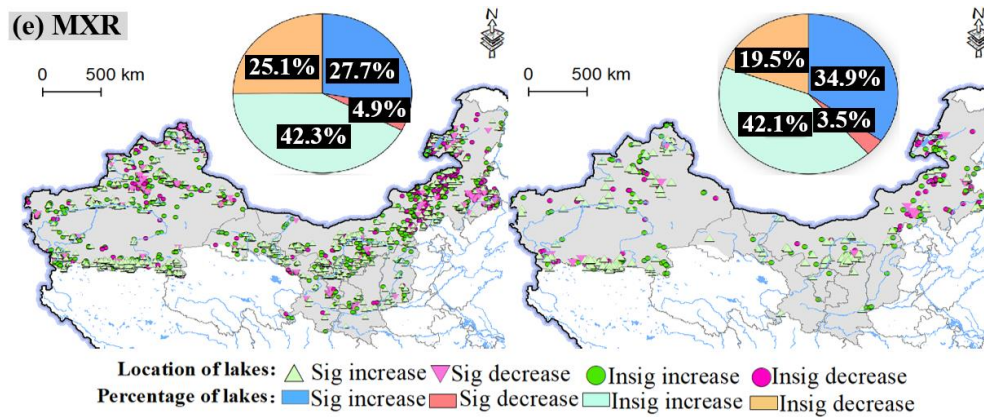 (e) MXR
N
N
0 500 km
0 500 km
25.1% 27.7%
4.9%
42.3%
19.5% 34.9%
42.1% 3.5%
Location of lakes: Sig increase Sig decrease Insig increase Insig decrease
Percentage of lakes: Sig increase Sig decrease Insig increase Insig decrease